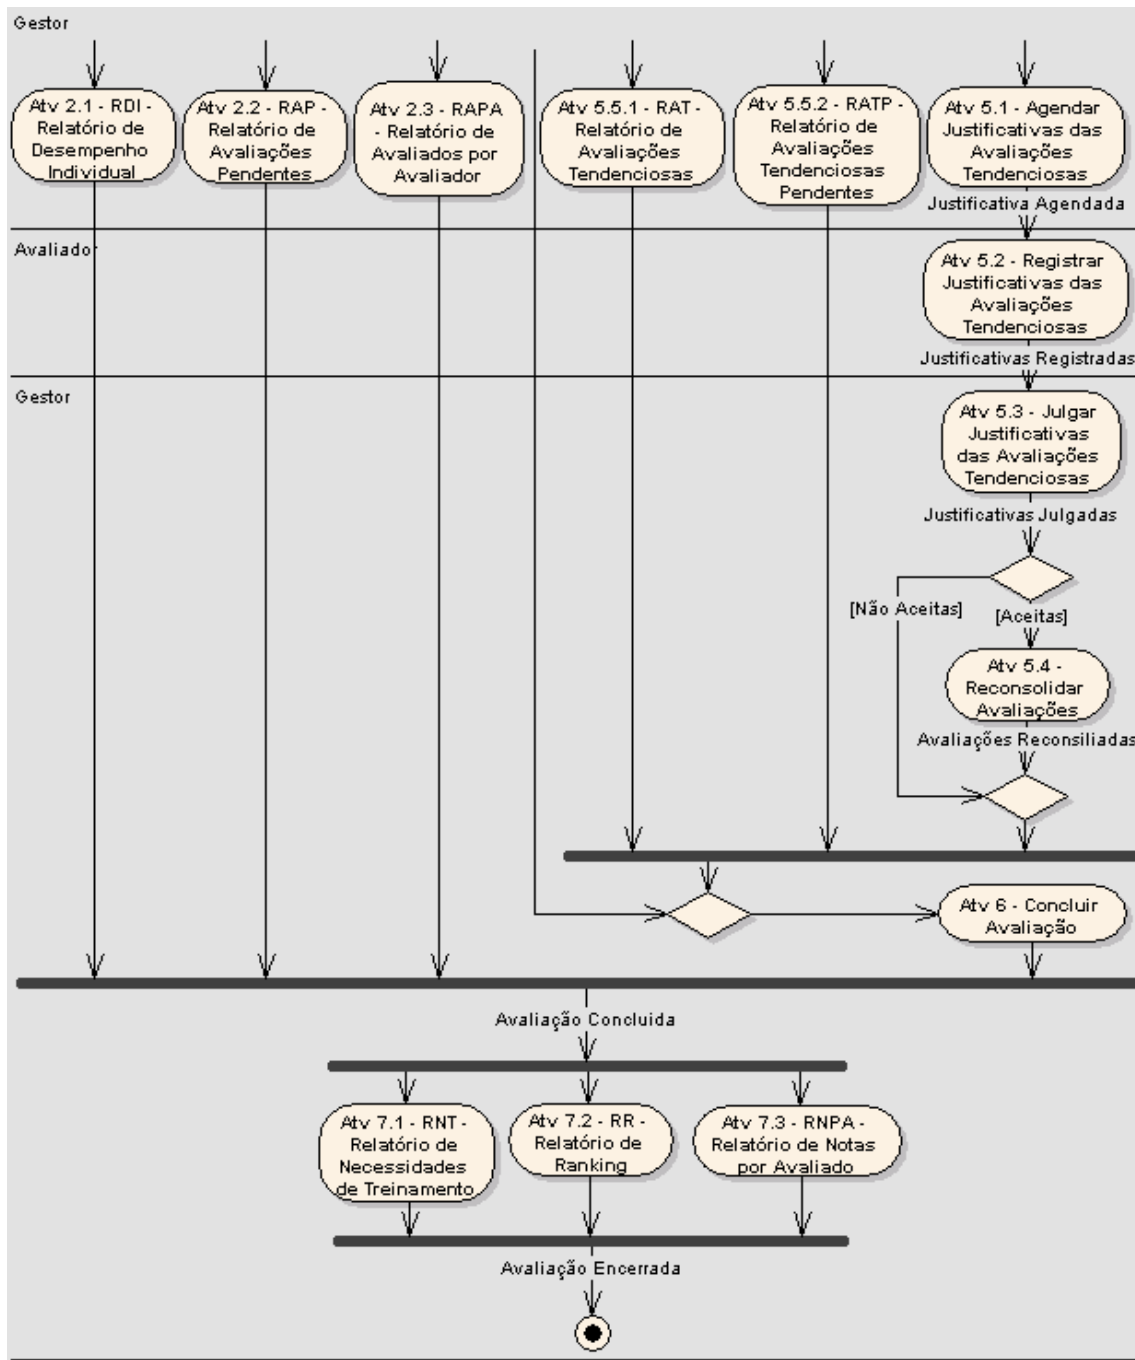 Gestor
Atv 2.1 - RDI -
Relatório de
Desempenho
Individual
Atv 2.2 - RAP -
Relatório de
Avaliações
Pendentes
Atv 2.3 - RAPA
- Relatório de
Avaliados por
Avaliador
Atv 5.5.1 - RAT -
Relatório de
Avaliações
Tendenciosas
Atv 5.5.2 - RATP -
Relatório de
Avaliações
Tendenciosas
Pendentes
Atv 5.1 - Agendar
Justificativas das
Avaliações
Tendenciosas
Justificativa Agendada
Avaliador
Atv 5.2 - Registrar
Justificativas das
Avaliações
Tendenciosas
Justificativas Registradas
Gestor
Atv 5.3 - Julgar
Justificativas
das Avaliações
Tendenciosas
Justificativas Julgadas
[Não Aceitas]
[Aceitas]
Atv 5.4 -
Reconsolidar
Avaliações
Avaliações Reconsiliadas
Atv 6 - Concluir
Avaliação
Avaliação Concluida
Atv 7.1 - RNT -
Relatório de
Necessidades
de Treinamento
Atv 7.2 - RR -
Relatório de
Ranking
Atv 7.3 - RNPA -
Relatório de Notas
por Avaliado
Avaliação Encerrada